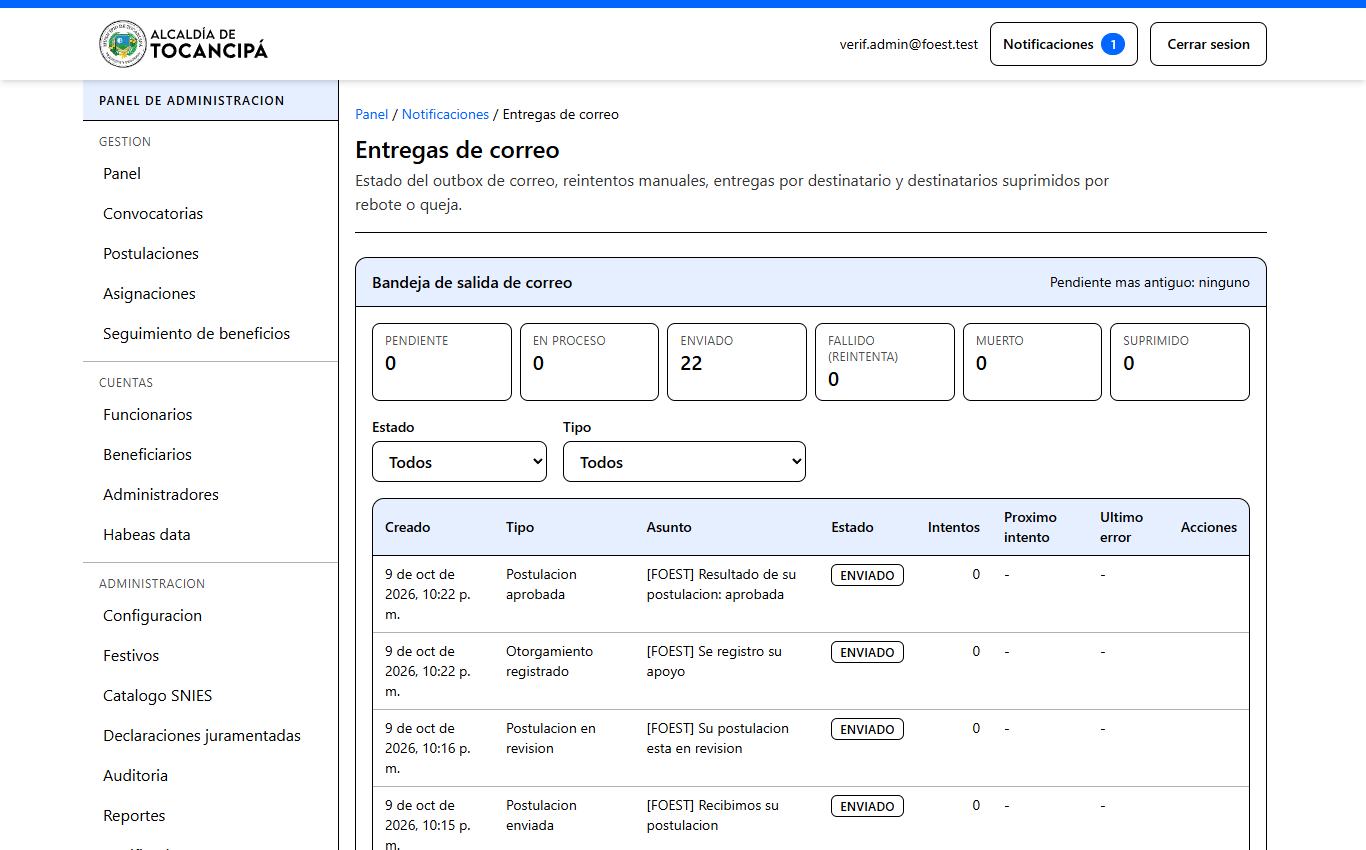 ALCALDÍA DE
TOCANCIPÁ
verif.admin@foest.test
Notificaciones 1
Cerrar sesion
PANEL DE ADMINISTRACION
GESTION
Panel
Convocatorias
Postulaciones
Asignaciones
Seguimiento de beneficios
CUENTAS
Funcionarios
Beneficiarios
Administradores
Habeas data
ADMINISTRACION
Configuracion
Festivos
Catalogo SNIES
Declaraciones juramentadas
Auditoria
Reportes
Panel / Notificaciones / Entregas de correo
Entregas de correo
Estado del outbox de correo, reintentos manuales, entregas por destinatario y destinatarios suprimidos por
rebote o queja.
Bandeja de salida de correo
Pendiente mas antiguo: ninguno
PENDIENTE
0
EN PROCESO
0
ENVIADO
22
FALLIDO
(REINTENTA)
0
MUERTO
0
SUPRIMIDO
0
Estado
Todos
Tipo
Todos
Creado
Tipo
Asunto
Estado
Intentos
Proximo
intento
Ultimo
error
Acciones
9 de oct de
2026, 10:22 p.
m.
Postulacion
aprobada
[FOEST] Resultado de su
postulacion: aprobada
ENVIADO
0
-
-
9 de oct de
2026, 10:22 p.
m.
Otorgamiento
registrado
[FOEST] Se registro su
apoyo
ENVIADO
0
-
-
9 de oct de
2026, 10:16 p.
m.
Postulacion en
revision
[FOEST] Su postulacion
esta en revision
ENVIADO
0
-
-
9 de oct de
2026, 10:15 p.
m.
Postulacion
enviada
[FOEST] Recibimos su
postulacion
ENVIADO
0
-
-